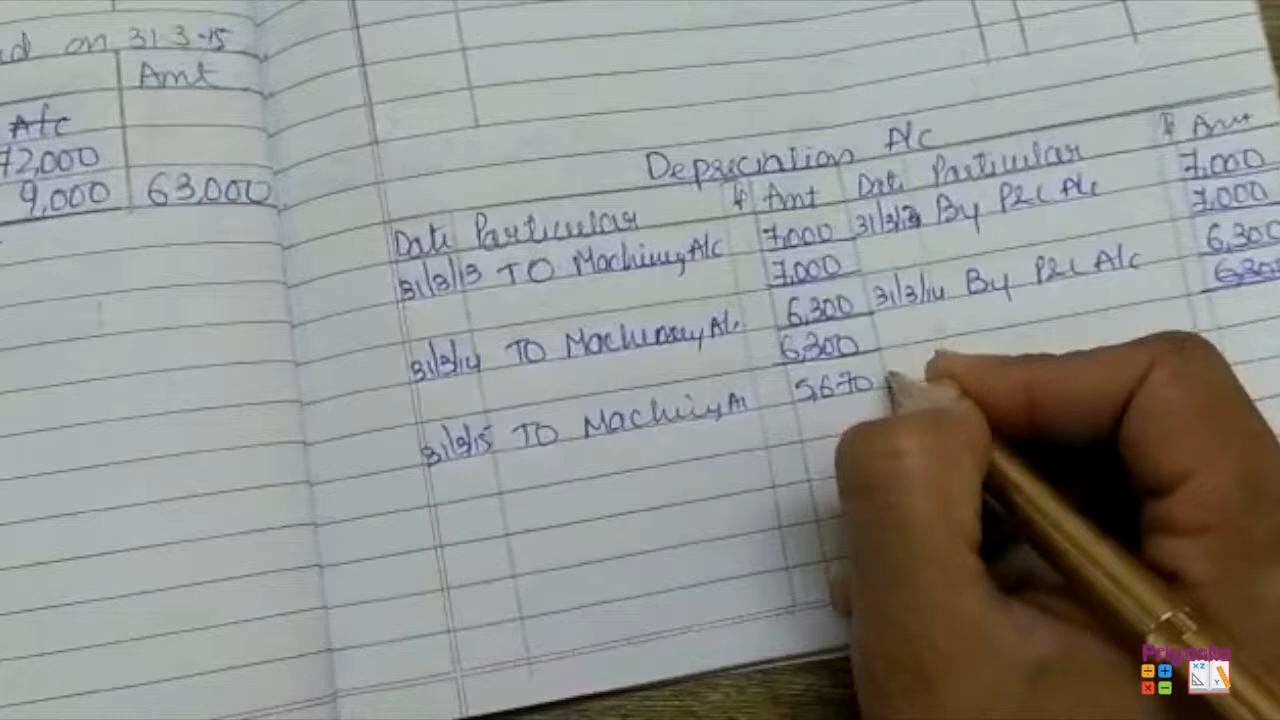 ed on 31 3-15
Amt
A/c
72,000
9,000 63,000
Depreciation A/c
Date Particular Amt Date Particular Amt
31/3/13 TO Machinery A/c 7,000 31/3/13 By P&L A/c 7,000
7,000 7,000
31/3/14 TO Machinery A/c 6,300 31/3/14 By P&L A/c 6,300
6,300 6,300
31/3/15 TO Machinery A 5,670
Priyanka